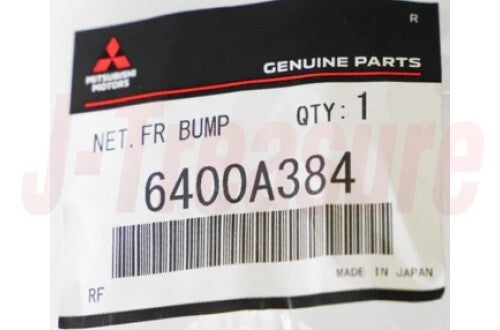 R
MITSUBISHI
MOTORS
GENUINE PARTS
NET. FR BUMP QTY: 1
6400A384
RF
MADE IN JAPAN
J-Treasure